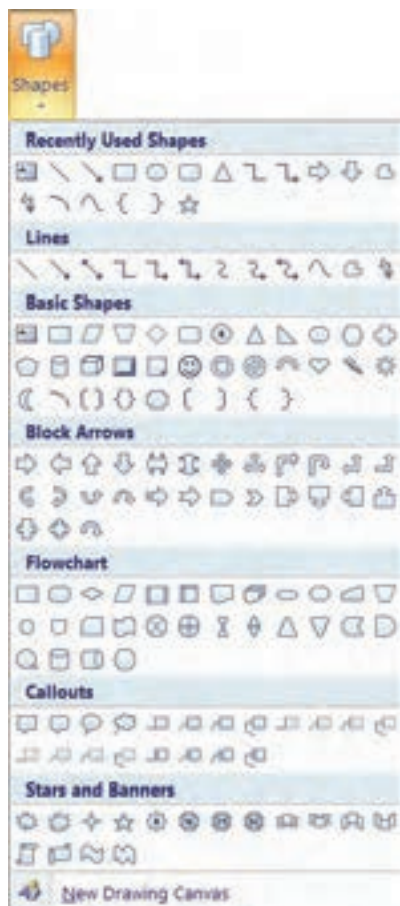 Shapes
Recently Used Shapes
Lines
Basic Shapes
Block Arrows
Flowchart
Callouts
Stars and Banners
New Drawing Canvas